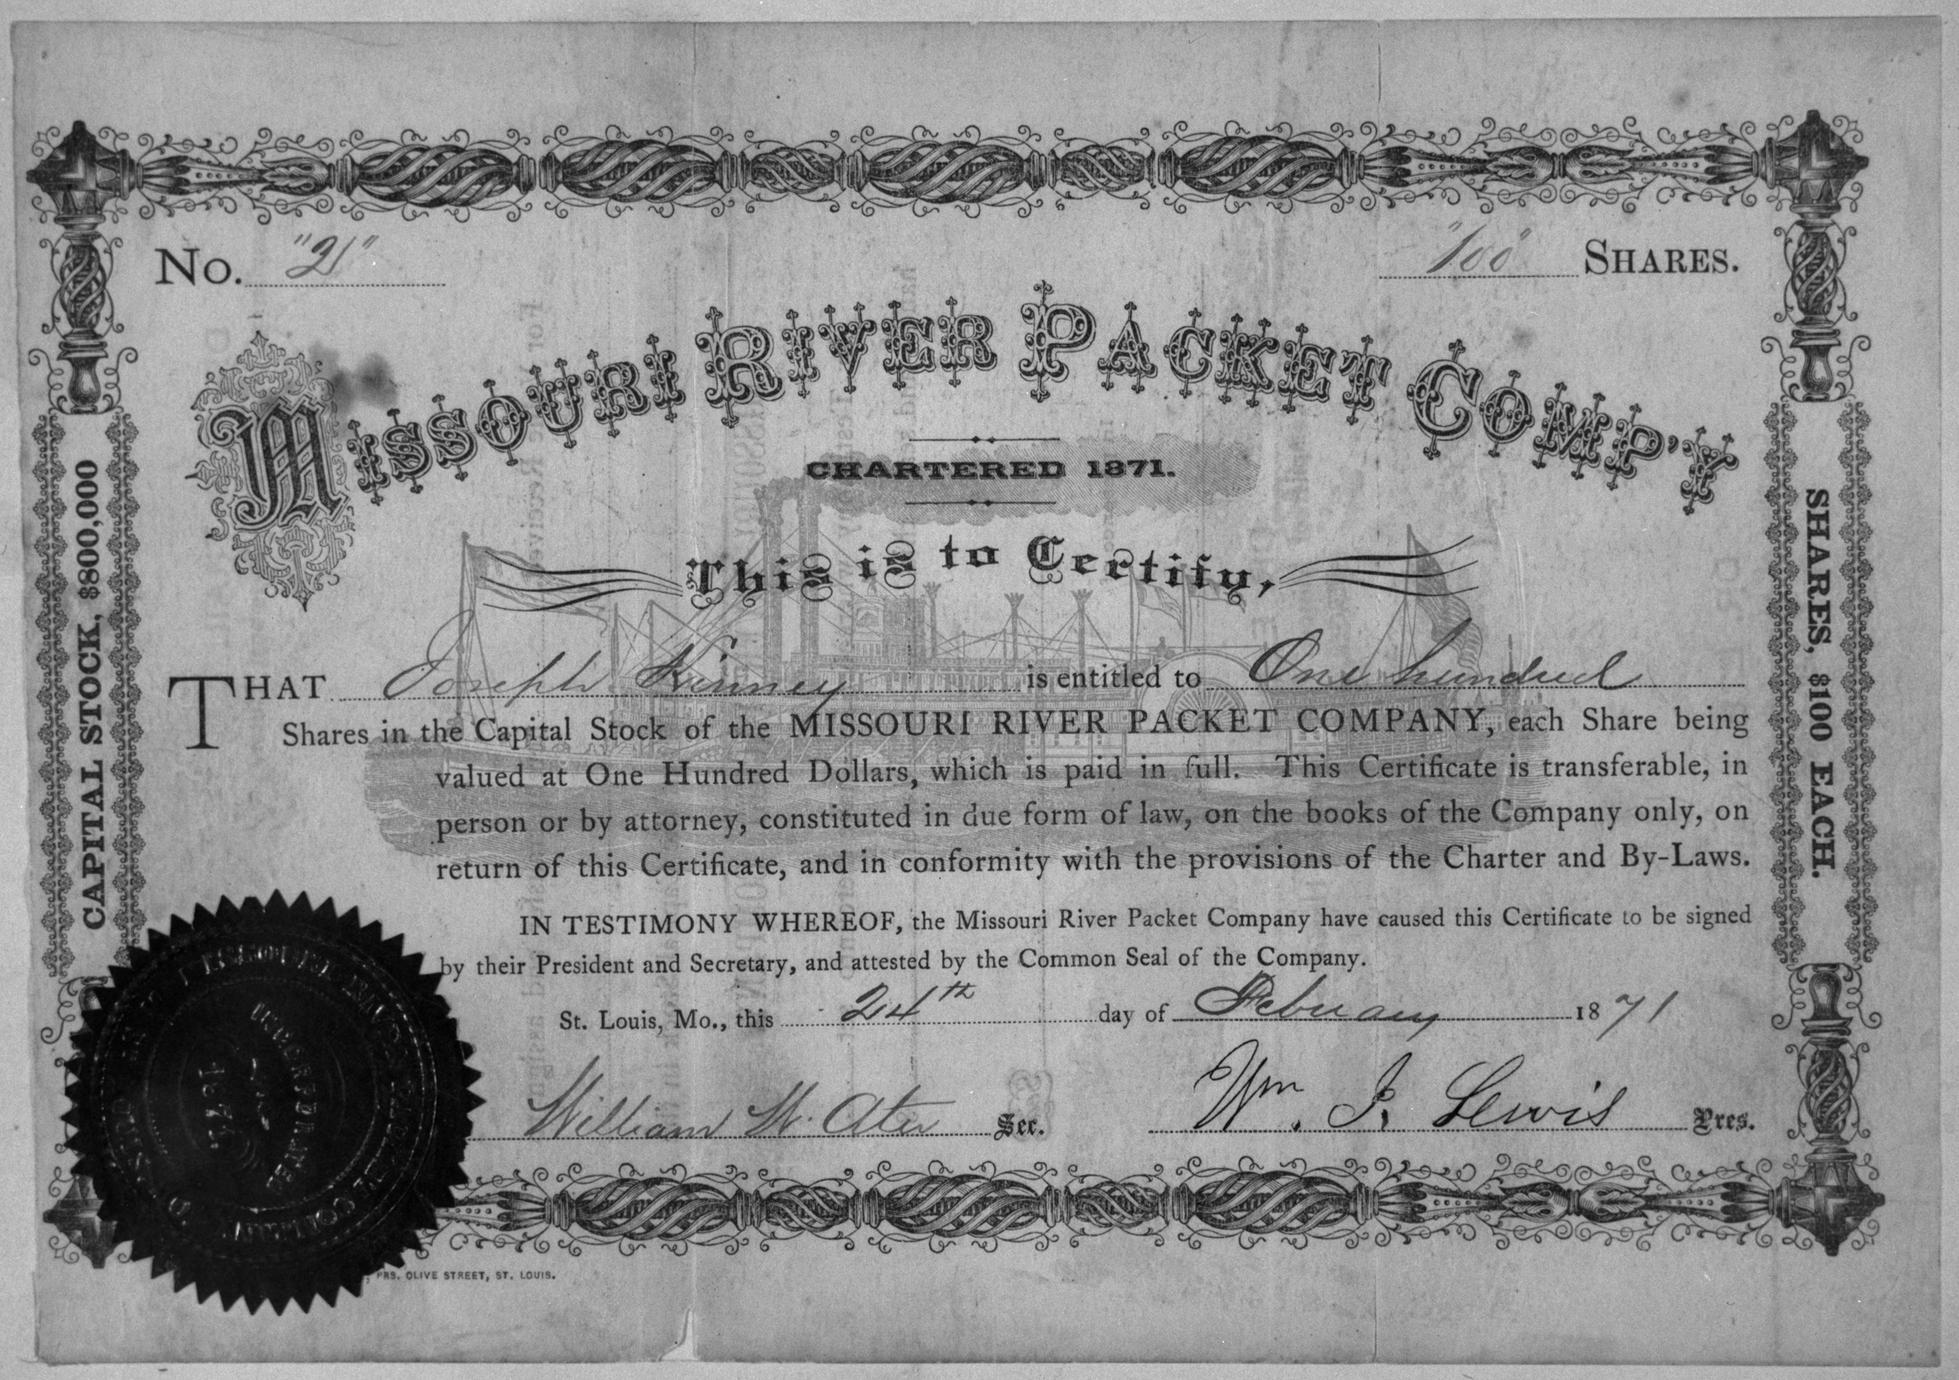 No. "21"
"100" SHARES.
MISSOURI RIVER PACKET COMP'Y
CHARTERED 1871.
This is to Certify,
THAT Joseph Kinney is entitled to One hundred
Shares in the Capital Stock of the MISSOURI RIVER PACKET COMPANY, each Share being
valued at One Hundred Dollars, which is paid in full. This Certificate is transferable, in
person or by attorney, constituted in due form of law, on the books of the Company only, on
return of this Certificate, and in conformity with the provisions of the Charter and By-Laws.
IN TESTIMONY WHEREOF, the Missouri River Packet Company have caused this Certificate to be signed
by their President and Secretary, and attested by the Common Seal of the Company.
St. Louis, Mo., this 24th day of February 1871
William W. Ater Sec.
Wm. J. Lewis Pres.
CAPITAL STOCK, $800,000
SHARES, $100 EACH.
PRS. OLIVE STREET, ST. LOUIS.